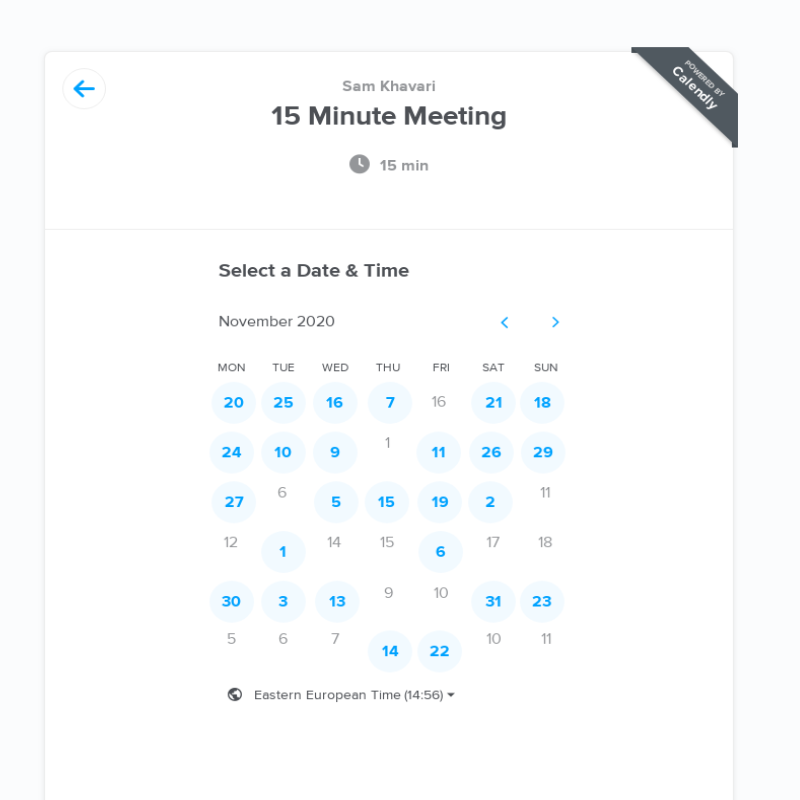 POWERED BY
Calendly
Sam Khavari
15 Minute Meeting
15 min
Select a Date & Time
November 2020
MON TUE WED THU FRI SAT SUN
20 25 16 7 16 21 18
24 10 9 1 11 26 29
27 6 5 15 19 2 11
12 1 14 15 6 17 18
30 3 13 9 10 31 23
5 6 7 14 22 10 11
Eastern European Time (14:56)